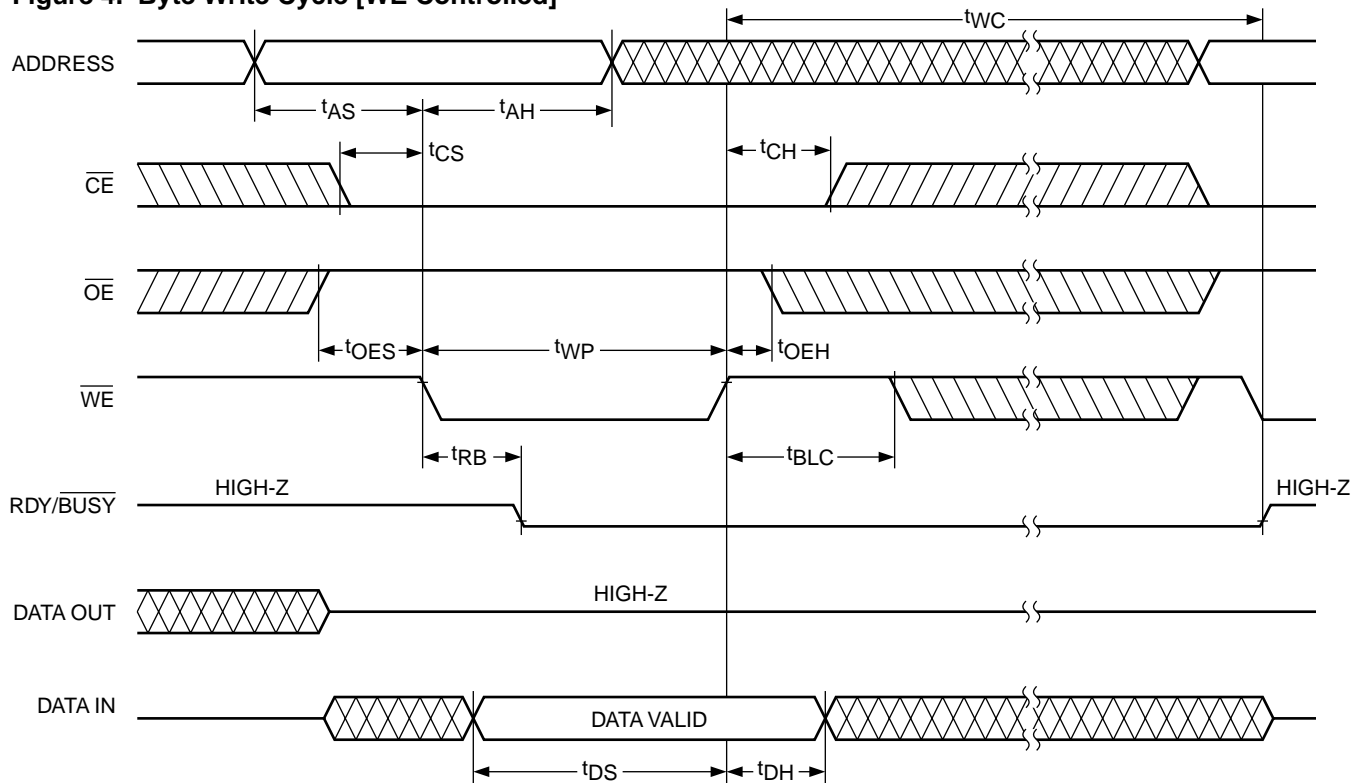 Figure 4. Byte Write Cycle [WE Controlled]
tWC
ADDRESS
tAS
tAH
tCS
tCH
CE
OE
tOES
tWP
tOEH
WE
tRB
tBLC
HIGH-Z
HIGH-Z
RDY/BUSY
HIGH-Z
DATA OUT
DATA IN
DATA VALID
tDS
tDH